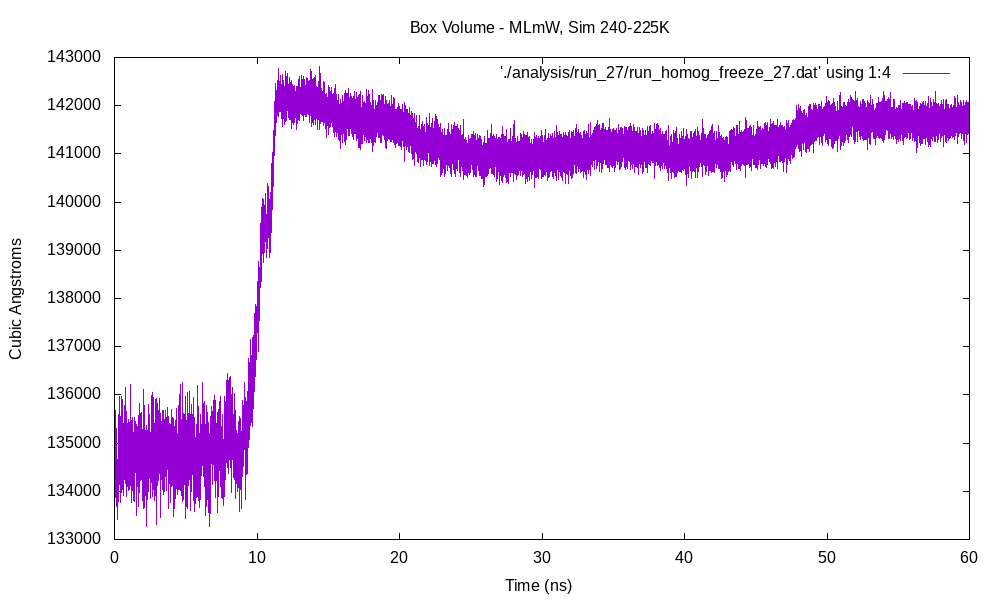 Box Volume - MLmW, Sim 240-225K
'./analysis/run_27/run_homog_freeze_27.dat' using 1:4
143000
142000
141000
140000
139000
138000
137000
136000
135000
134000
133000
Cubic Angstroms
0 10 20 30 40 50 60
Time (ns)